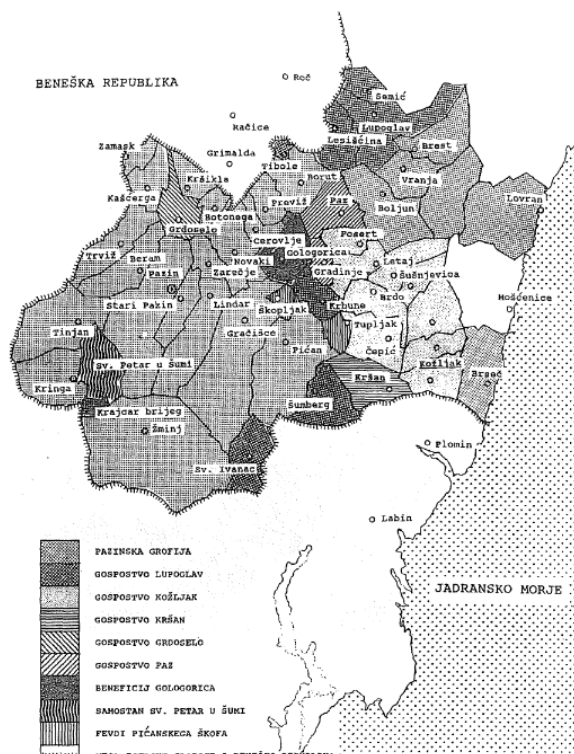 BENEŠKA REPUBLIKA
Roč
Semić
Račice
Lupoglav
Lesišćina
Brest
Zamask
Grimalda
Tibole
Kršikla
Borut
Vranja
Kašćerga
Paz
Lovran
Botonega
Previž
Boljun
Grdoselo
Cerovlje
Posert
Trviž
Gologorica
Beram
Novaki
Letaj
Pazin
Zarečje
Gradinje
Šušnjevica
Škopljak
Krbune
Brdo
Mošćenice
Stari Pakin
Lindar
Gračišće
Tupljak
Tinjan
Čepić
Pićan
Kožljak
Sv. Petar u Šumi
Kršan
Brseč
Kringa
Šumberg
Krajcar brijeg
Žminj
Plomin
Sv. Ivanac
Labin
JADRANSKO MORJE
PAZINSKA GROFIJA
GOSPOSTVO LUPOGLAV
GOSPOSTVO KOŽLJAK
GOSPOSTVO KRŠAN
GOSPOSTVO GRDOSELO
GOSPOSTVO PAZ
BENEFICIJ GOLOGORICA
SAMOSTAN SV. PETAR U ŠUMI
FEVDI PIĆANSKEGA ŠKOFA